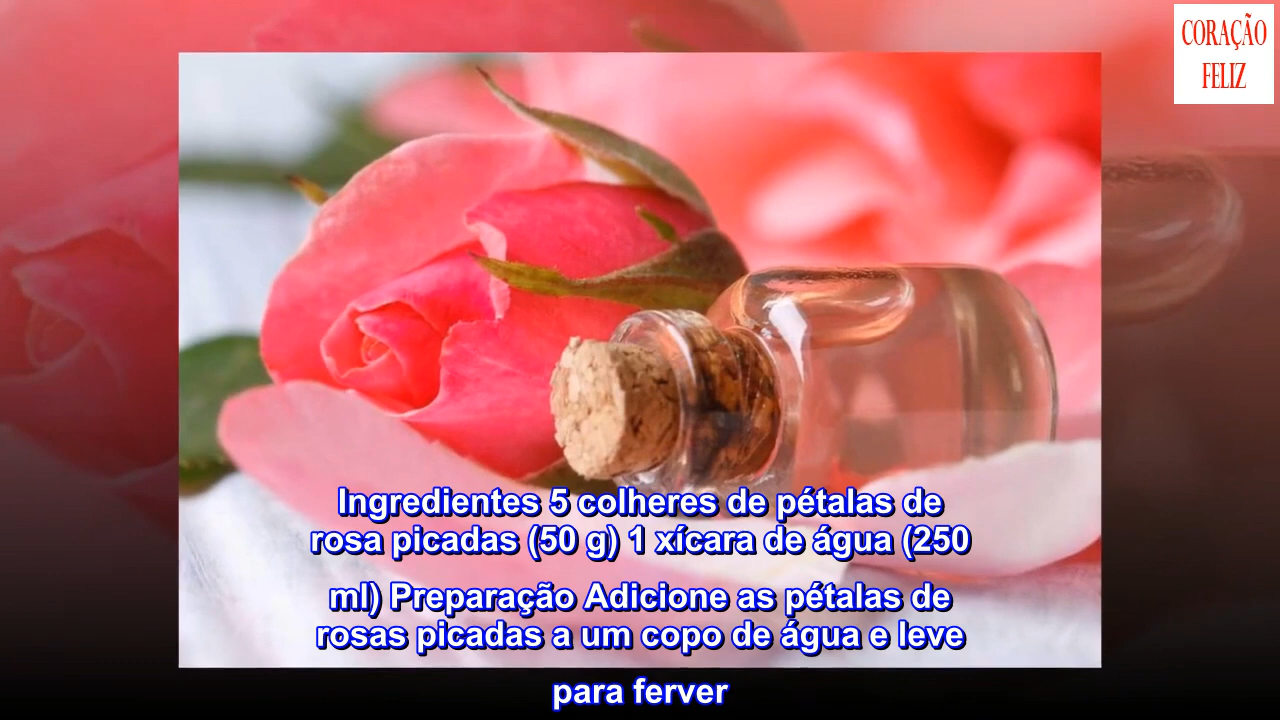 CORAÇÃO
FELIZ
Ingredientes 5 colheres de pétalas de
rosa picadas (50 g) 1 xícara de água (250
ml) Preparação Adicione as pétalas de
rosas picadas a um copo de água e leve
para ferver